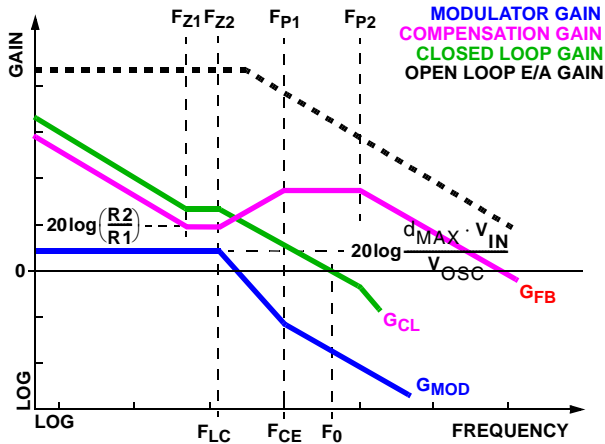 F_Z1 F_Z2 F_P1 F_P2
MODULATOR GAIN
COMPENSATION GAIN
CLOSED LOOP GAIN
OPEN LOOP E/A GAIN
GAIN
20log(R2/R1)
20log d_MAX · V_IN / V_OSC
0
G_FB
G_CL
G_MOD
LOG
LOG
F_LC F_CE F_0
FREQUENCY